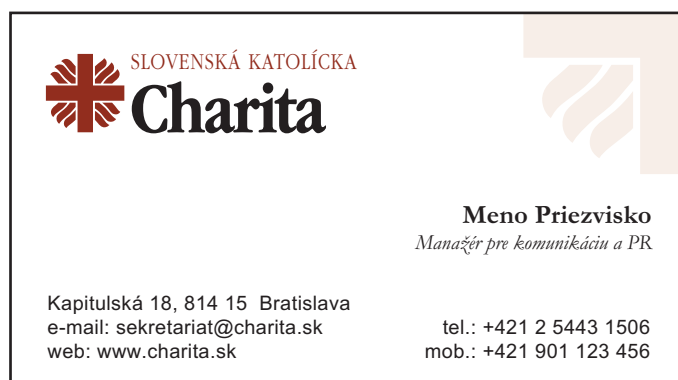 SLOVENSKÁ KATOLÍCKA
Charita
Meno Priezvisko
Manažér pre komunikáciu a PR
Kapitulská 18, 814 15 Bratislava
e-mail: sekretariat@charita.sk
web: www.charita.sk
tel.: +421 2 5443 1506
mob.: +421 901 123 456